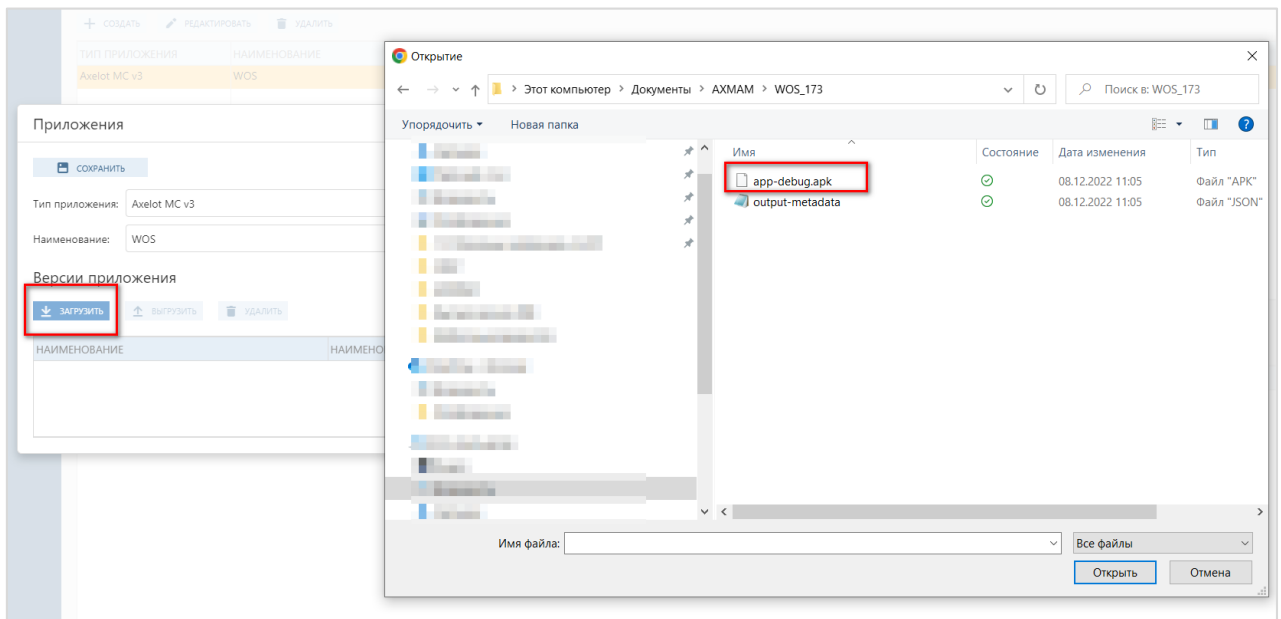 СОЗДАТЬ РЕДАКТИРОВАТЬ УДАЛИТЬ
ТИП ПРИЛОЖЕНИЯ НАИМЕНОВАНИЕ
Axelot MC v3 WOS
Приложения
СОХРАНИТЬ
Тип приложения: Axelot MC v3
Наименование: WOS
Версии приложения
ЗАГРУЗИТЬ ВЫГРУЗИТЬ УДАЛИТЬ
НАИМЕНОВАНИЕ НАИМЕНО
Открытие
Этот компьютер > Документы > AXMAM > WOS_173
Поиск в: WOS_173
Упорядочить Новая папка
Имя Состояние Дата изменения Тип
app-debug.apk 08.12.2022 11:05 Файл "APK"
output-metadata 08.12.2022 11:05 Файл "JSON"
Имя файла: Все файлы
Открыть Отмена